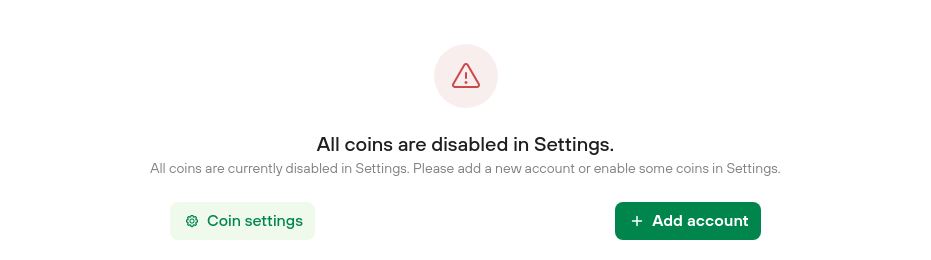 All coins are disabled in Settings.
All coins are currently disabled in Settings. Please add a new account or enable some coins in Settings.
Coin settings
Add account